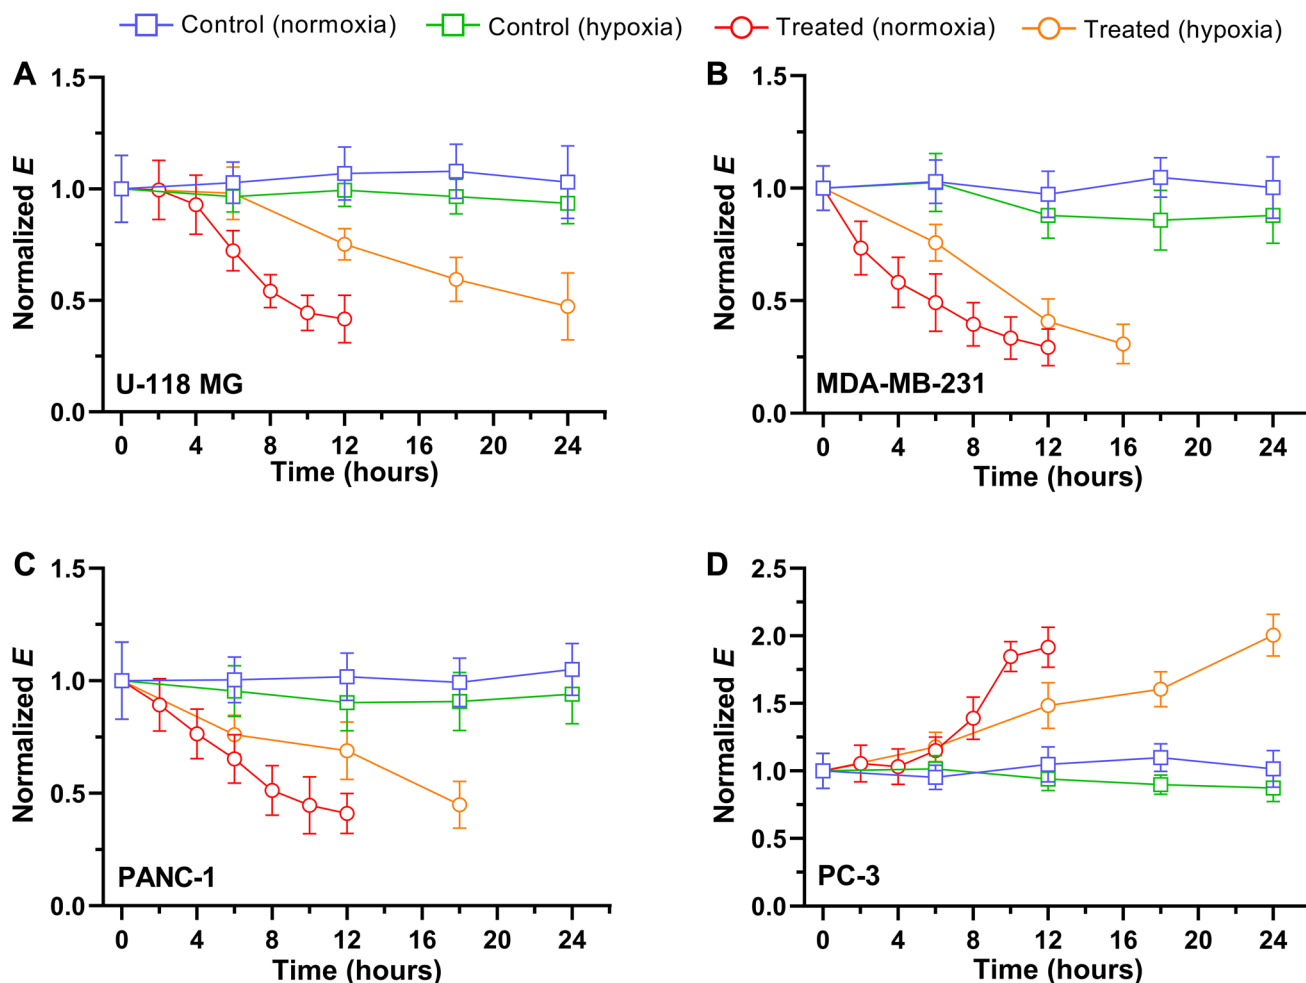 Control (normoxia) Control (hypoxia) Treated (normoxia) Treated (hypoxia)
A
1.5
1.0
0.5
0.0
Normalized E
U-118 MG
0 4 8 12 16 20 24
Time (hours)
B
1.5
1.0
0.5
0.0
Normalized E
MDA-MB-231
0 4 8 12 16 20 24
Time (hours)
C
1.5
1.0
0.5
0.0
Normalized E
PANC-1
0 4 8 12 16 20 24
Time (hours)
D
2.5
2.0
1.5
1.0
0.5
0.0
Normalized E
PC-3
0 4 8 12 16 20 24
Time (hours)